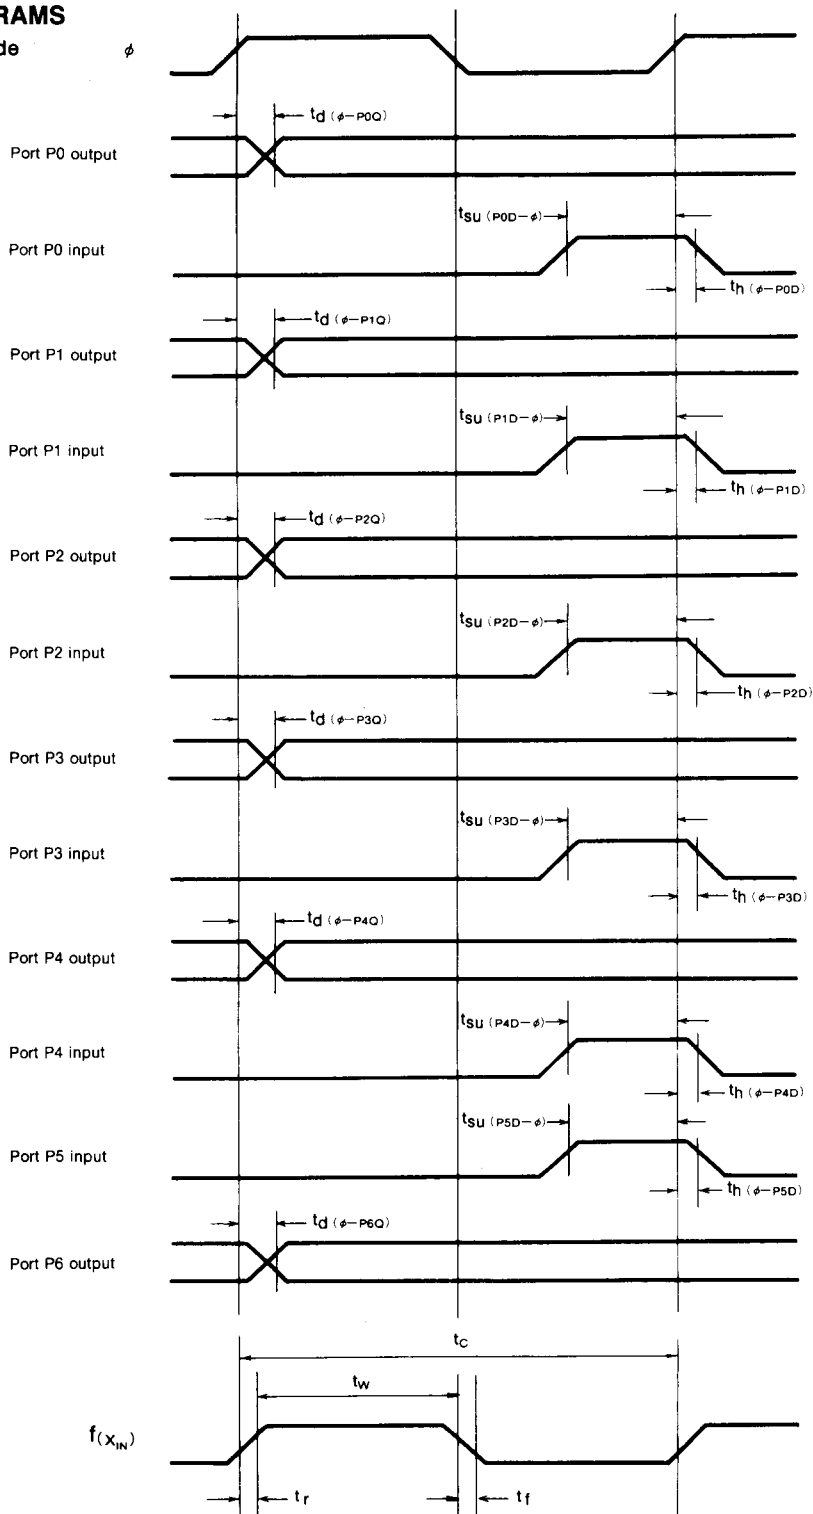 RAMS
de φ
td (φ−P0Q)
Port P0 output
tsu (P0D−φ)
Port P0 input
th (φ−P0D)
td (φ−P1Q)
Port P1 output
tsu (P1D−φ)
Port P1 input
th (φ−P1D)
td (φ−P2Q)
Port P2 output
tsu (P2D−φ)
Port P2 input
th (φ−P2D)
td (φ−P3Q)
Port P3 output
tsu (P3D−φ)
Port P3 input
th (φ−P3D)
td (φ−P4Q)
Port P4 output
tsu (P4D−φ)
Port P4 input
th (φ−P4D)
tsu (P5D−φ)
Port P5 input
th (φ−P5D)
td (φ−P6Q)
Port P6 output
tC
tW
f(XIN)
tr
tf